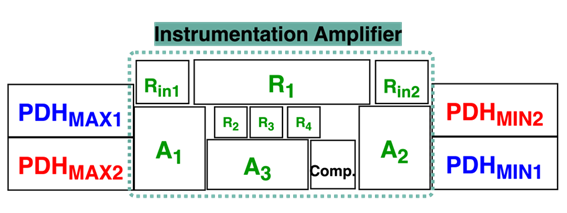 Instrumentation Amplifier
Rin1 R1 Rin2
PDHMAX1 R2 R3 R4 PDHMIN2
A1 A2
PDHMAX2 A3 Comp. PDHMIN1